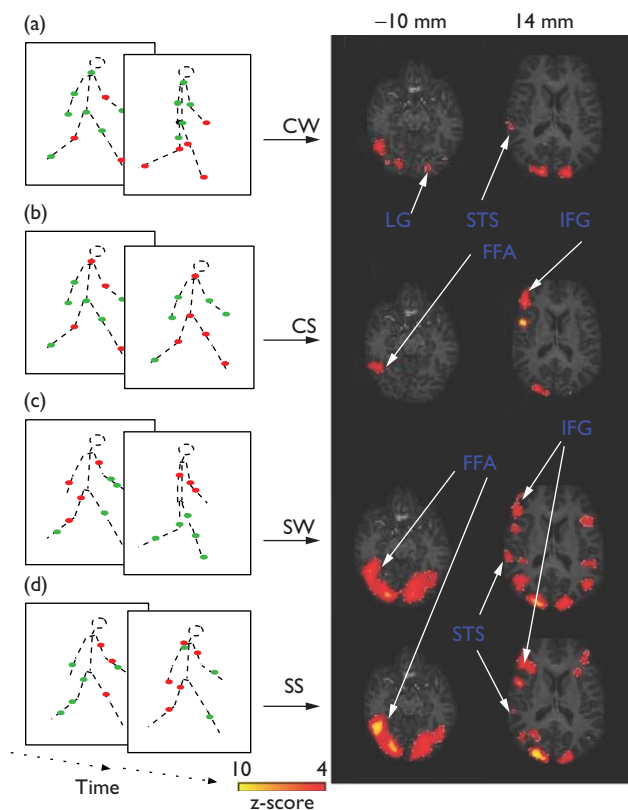 (a)
−10 mm 14 mm
CW
LG STS IFG
FFA
(b)
CS
(c)
IFG
FFA
SW
(d)
STS
SS
Time
10 4
z-score